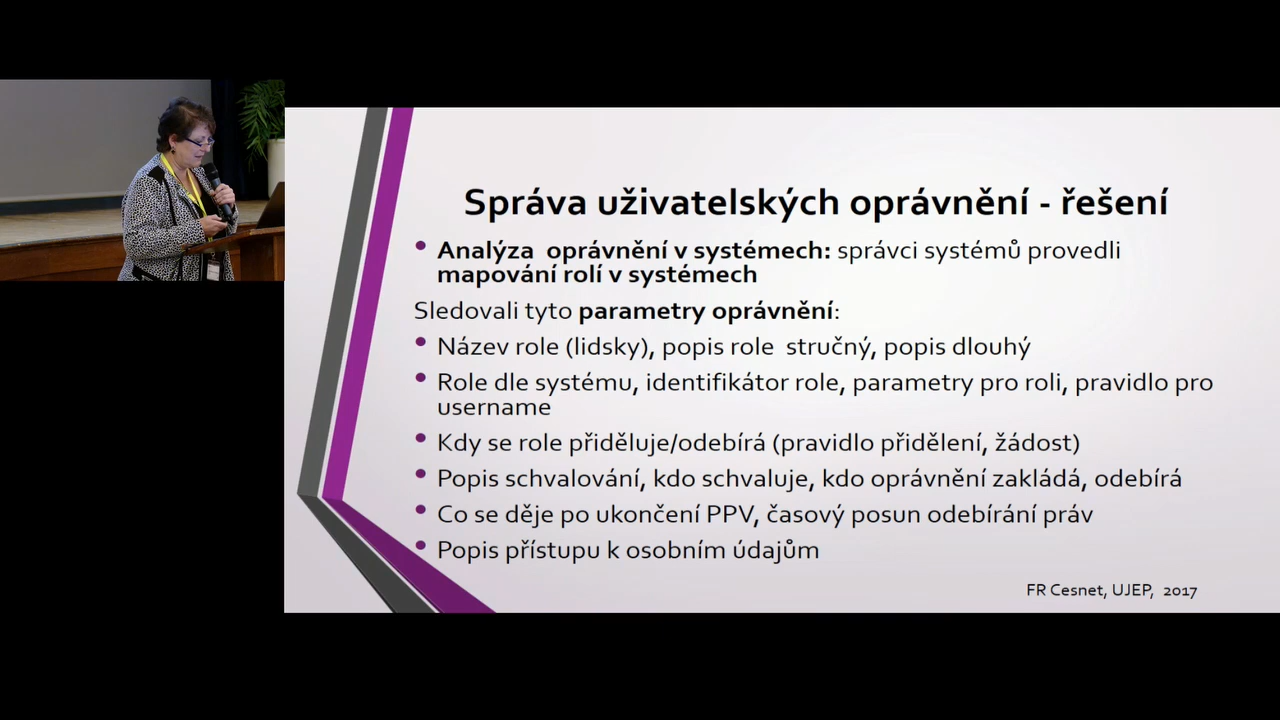 Správa uživatelských oprávnění - řešení
Analýza oprávnění v systémech: správci systémů provedli
mapování rolí v systémech
Sledovali tyto parametry oprávnění:
Název role (lidsky), popis role stručný, popis dlouhý
Role dle systému, identifikátor role, parametry pro roli, pravidlo pro
username
Kdy se role přiděluje/odebírá (pravidlo přidělení, žádost)
Popis schvalování, kdo schvaluje, kdo oprávnění zakládá, odebírá
Co se děje po ukončení PPV, časový posun odebírání práv
Popis přístupu k osobním údajům
FR Cesnet, UJEP, 2017